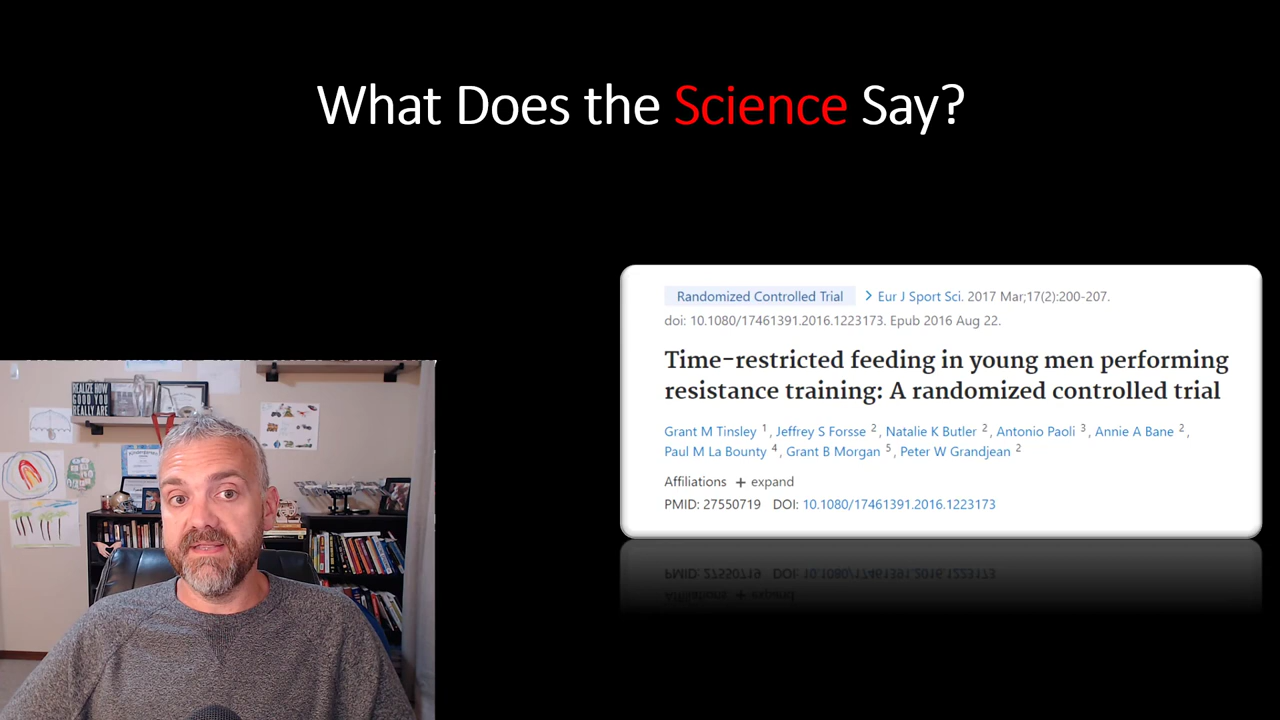 What Does the Science Say?
Randomized Controlled Trial > Eur J Sport Sci. 2017 Mar;17(2):200-207.
doi: 10.1080/17461391.2016.1223173. Epub 2016 Aug 22.
Time-restricted feeding in young men performing
resistance training: A randomized controlled trial
Grant M Tinsley 1, Jeffrey S Forsse 2, Natalie K Butler 2, Antonio Paoli 3, Annie A Bane 2,
Paul M La Bounty 4, Grant B Morgan 5, Peter W Grandjean 2
Affiliations + expand
PMID: 27550719 DOI: 10.1080/17461391.2016.1223173
REALIZE HOW
GOOD YOU
REALLY ARE